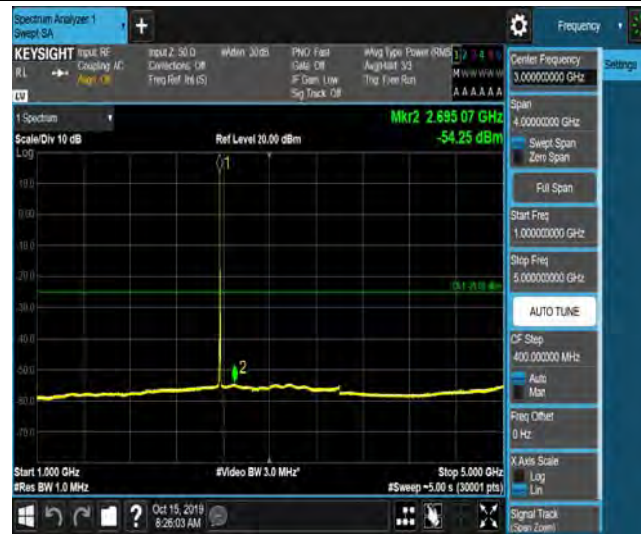 Spectrum Analyzer 1
Swept SA
Frequency
KEYSIGHT
RL
Input: RF
Coupling: AC
Align: Off
Input Z: 50 Ω
Corrections: Off
Freq Ref: Int (S)
#Atten: 30 dB
PNO: Fast
Gate: Off
IF Gain: Low
Sig Track: Off
#Avg Type: Power (RMS)
Avg|Hold: 3/3
Trig: Free Run
1 2 3 4 5 6
M W W W W W
A A A A A A
LV
1 Spectrum
Scale/Div 10 dB
Ref Level 20.00 dBm
Mkr2 2.695 07 GHz
-54.25 dBm
Log
1
10.0
0.00
-10.0
-20.0
-30.0
-40.0
-50.0
-60.0
-70.0
2
Start 1.000 GHz
#Res BW 1.0 MHz
#Video BW 3.0 MHz*
Stop 5.000 GHz
#Sweep ~5.00 s (30001 pts)
Oct 15, 2019
8:26:03 AM
?
Center Frequency
3.000000000 GHz
Settings
Span
4.00000000 GHz
Swept Span
Zero Span
Full Span
Start Freq
1.000000000 GHz
Stop Freq
5.000000000 GHz
AUTO TUNE
CF Step
400.000000 MHz
Auto
Man
Freq Offset
0 Hz
X Axis Scale
Log
Lin
Signal Track
(Span Zoom)